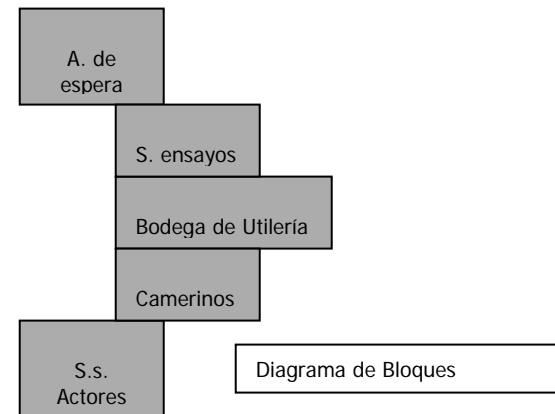 A. de
espera
S. ensayos
Bodega de Utilería
Camerinos
S.s.
Actores
Diagrama de Bloques